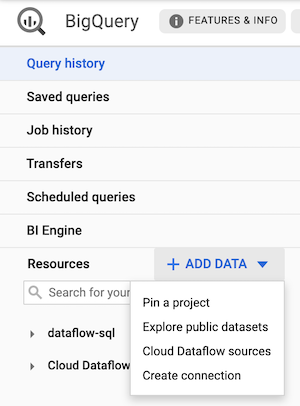 BigQuery
FEATURES & INFO
Query history
Saved queries
Job history
Transfers
Scheduled queries
BI Engine
Resources
+ ADD DATA
Search for your
Pin a project
Explore public datasets
Cloud Dataflow sources
Create connection
dataflow-sql
Cloud Dataflow